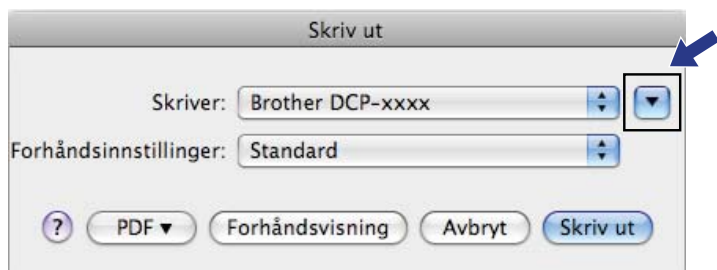 Skriv ut
Skriver: Brother DCP-xxxx
Forhåndsinnstillinger: Standard
? PDF ▼ Forhåndsvisning Avbryt Skriv ut